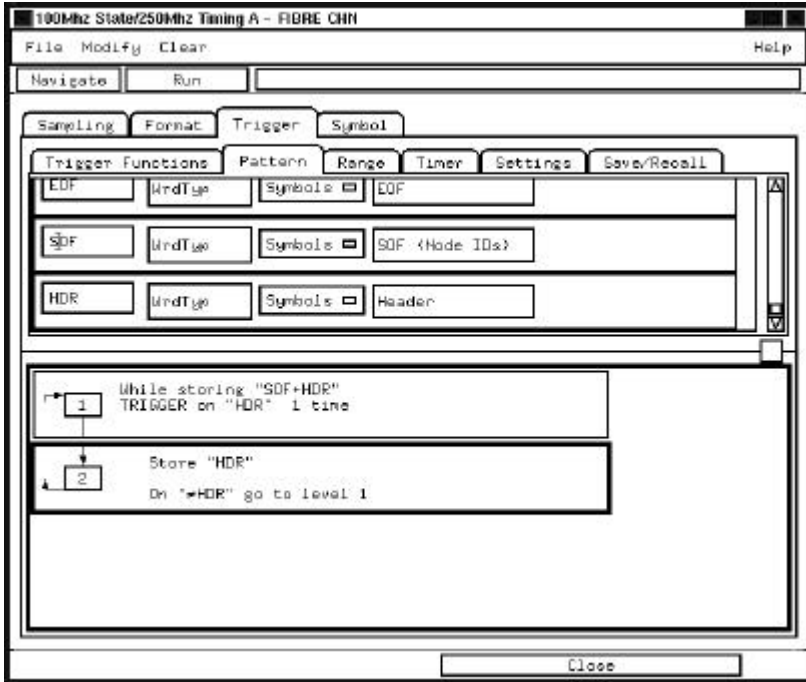 100Mhz State/250Mhz Timing A - FIBRE CHN
File Modify Clear Help
Navigate Run
Sampling Format Trigger Symbol
Trigger Functions Pattern Range Timer Settings Save/Recall
EOF WrdTyp Symbols EOF
SOF WrdTyp Symbols SOF (Node IDs)
HDR WrdTyp Symbols Header
While storing "SOF+HDR"
1 TRIGGER on "HDR" 1 time
Store "HDR"
2
On "≠HDR" go to level 1
Close